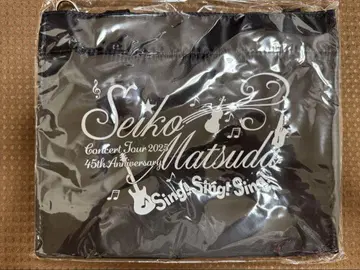 Seiko
Concert Tour 2025
45th Anniversary
Matsuda
Sing! Sing! Sing!